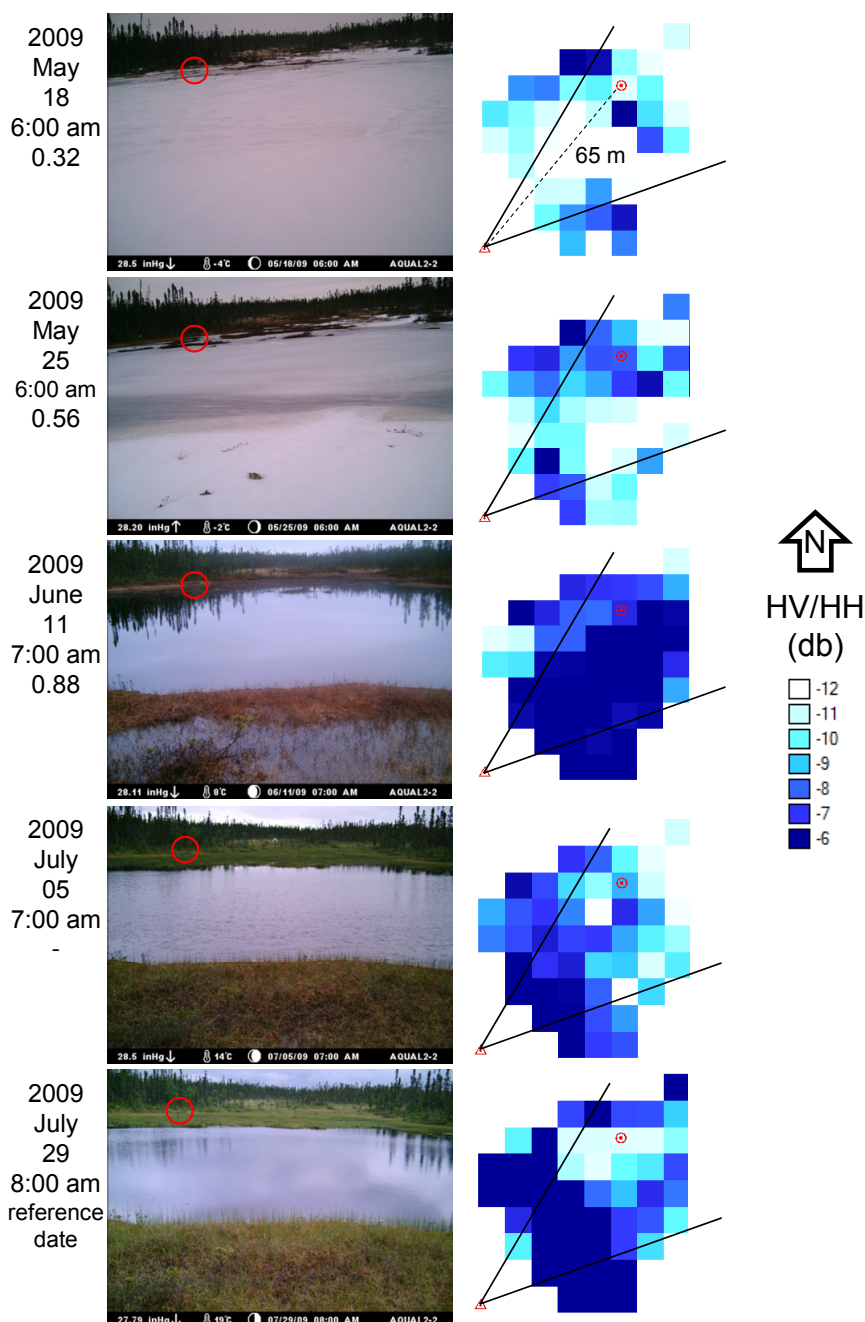 2009
May
18
6:00 am
0.32
65 m
28.5 inHg↓ -4°C 05/18/09 06:00 AM AQUAL2-2
2009
May
25
6:00 am
0.56
28.20 inHg↑ -2°C 05/25/09 06:00 AM AQUAL2-2
2009
June
11
7:00 am
0.88
28.11 inHg↓ 8°C 06/11/09 07:00 AM AQUAL2-2
2009
July
05
7:00 am
-
28.5 inHg↓ 14°C 07/05/09 07:00 AM AQUAL2-2
2009
July
29
8:00 am
reference
date
27.79 inHg↓ 19°C 07/29/09 08:00 AM AQUAL2-2
N
HV/HH
(db)
-12
-11
-10
-9
-8
-7
-6